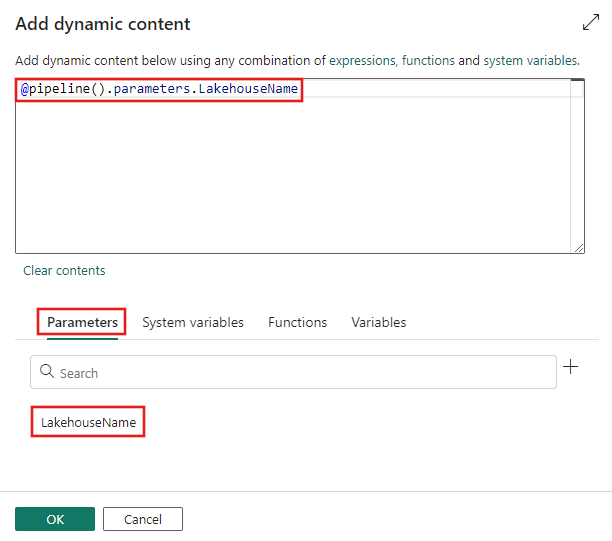 Add dynamic content
Add dynamic content below using any combination of expressions, functions and system variables.
@pipeline().parameters.LakehouseName
Clear contents
Parameters System variables Functions Variables
Search
LakehouseName
OK Cancel